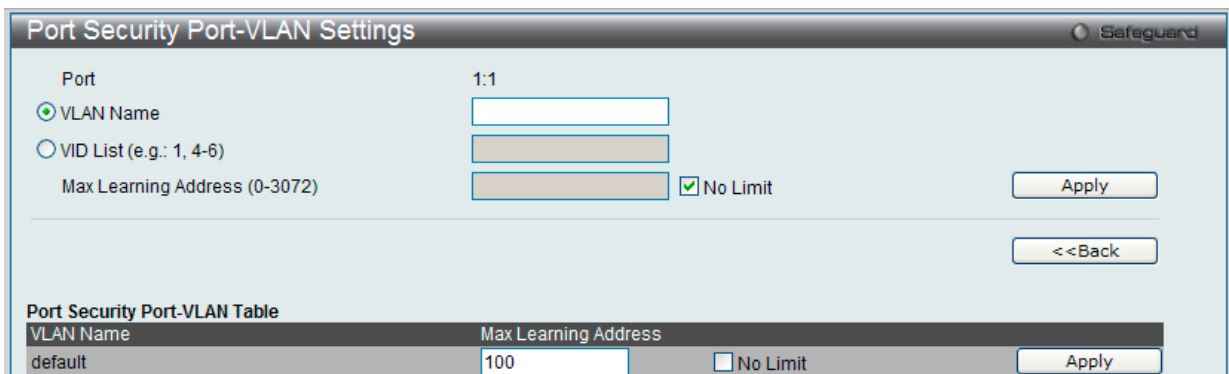 Port Security Port-VLAN Settings Safeguard
Port 1:1
VLAN Name
VID List (e.g.: 1, 4-6)
Max Learning Address (0-3072) No Limit Apply
<<Back
Port Security Port-VLAN Table
VLAN Name Max Learning Address
default 100 No Limit Apply